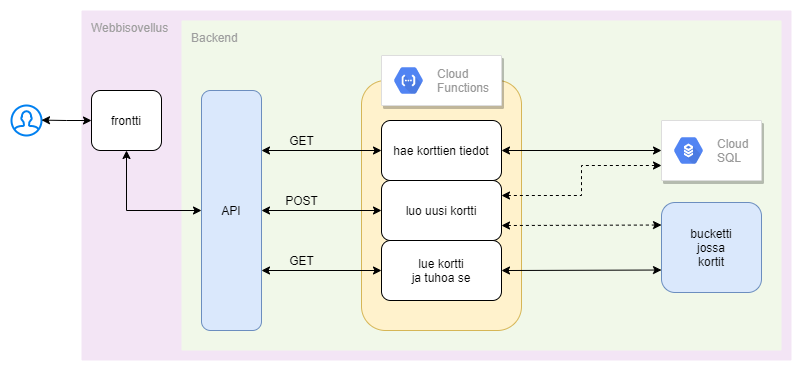 Webbisovellus
Backend
Cloud
Functions
frontti
API
GET
hae korttien tiedot
Cloud
SQL
POST
luo uusi kortti
GET
lue kortti
ja tuhoa se
bucketti
jossa
kortit